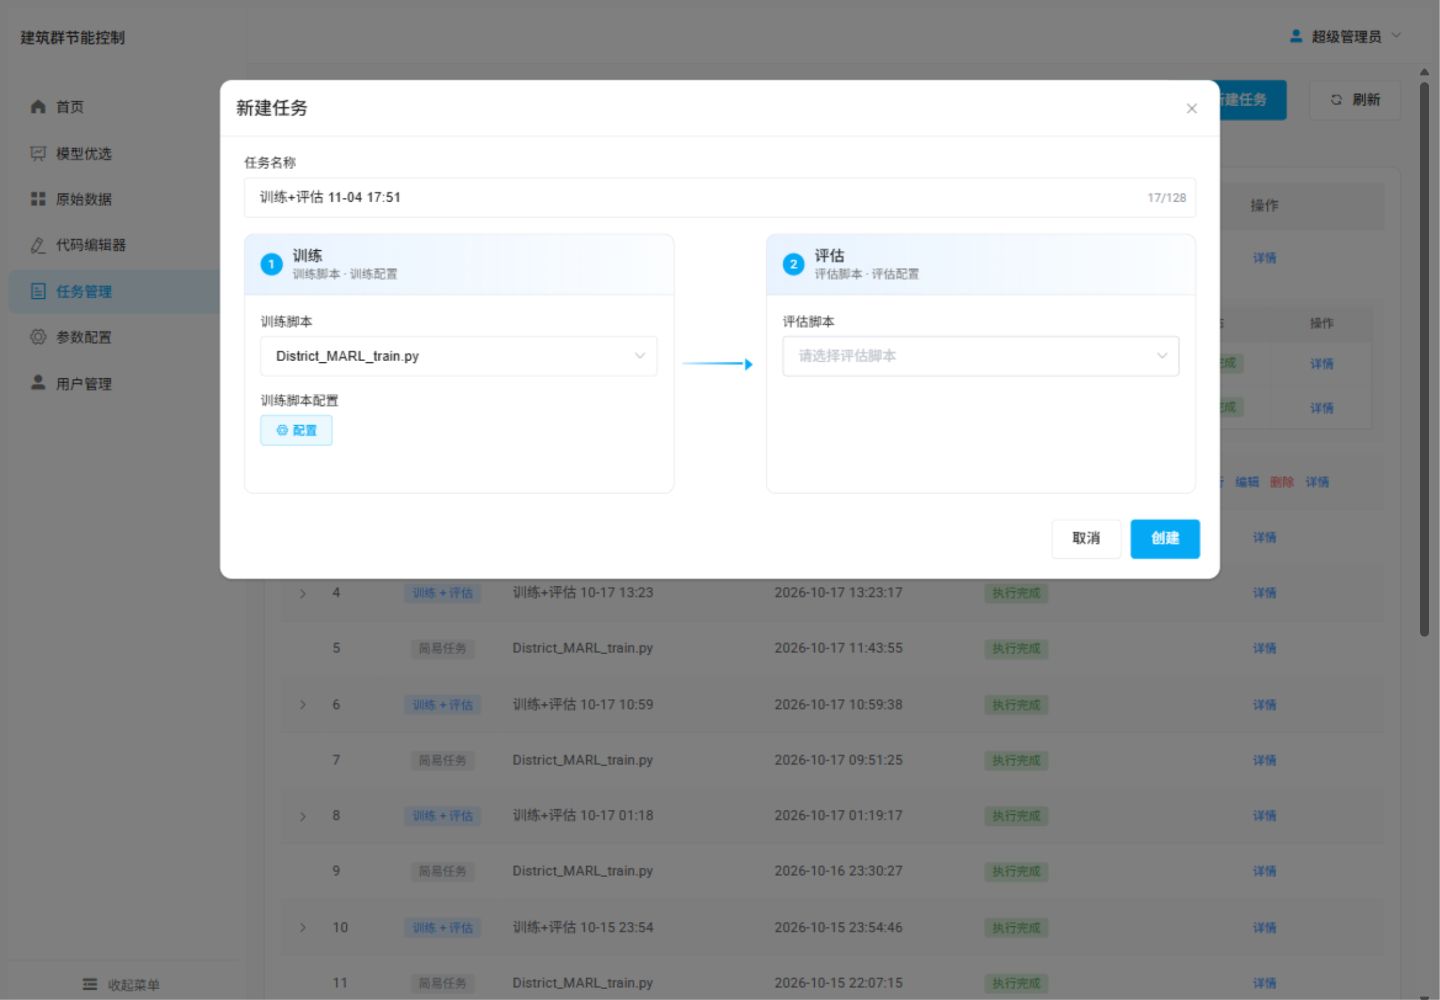 建筑群节能控制
超级管理员
首页
模型优选
原始数据
代码编辑器
任务管理
参数配置
用户管理
收起菜单
建任务
刷新
新建任务
任务名称
训练+评估 11-04 17:51
17/128
1
训练
训练脚本 · 训练配置
训练脚本
District_MARL_train.py
训练脚本配置
配置
2
评估
评估脚本 · 评估配置
评估脚本
请选择评估脚本
取消
创建
操作
详情
操作
成 详情
成 详情
编辑 删除 详情
详情
4 训练 + 评估 训练+评估 10-17 13:23 2026-10-17 13:23:17 执行完成 详情
5 简易任务 District_MARL_train.py 2026-10-17 11:43:55 执行完成 详情
6 训练 + 评估 训练+评估 10-17 10:59 2026-10-17 10:59:38 执行完成 详情
7 简易任务 District_MARL_train.py 2026-10-17 09:51:25 执行完成 详情
8 训练 + 评估 训练+评估 10-17 01:18 2026-10-17 01:19:17 执行完成 详情
9 简易任务 District_MARL_train.py 2026-10-16 23:30:27 执行完成 详情
10 训练 + 评估 训练+评估 10-15 23:54 2026-10-15 23:54:46 执行完成 详情
11 简易任务 District_MARL_train.py 2026-10-15 22:07:15 执行完成 详情